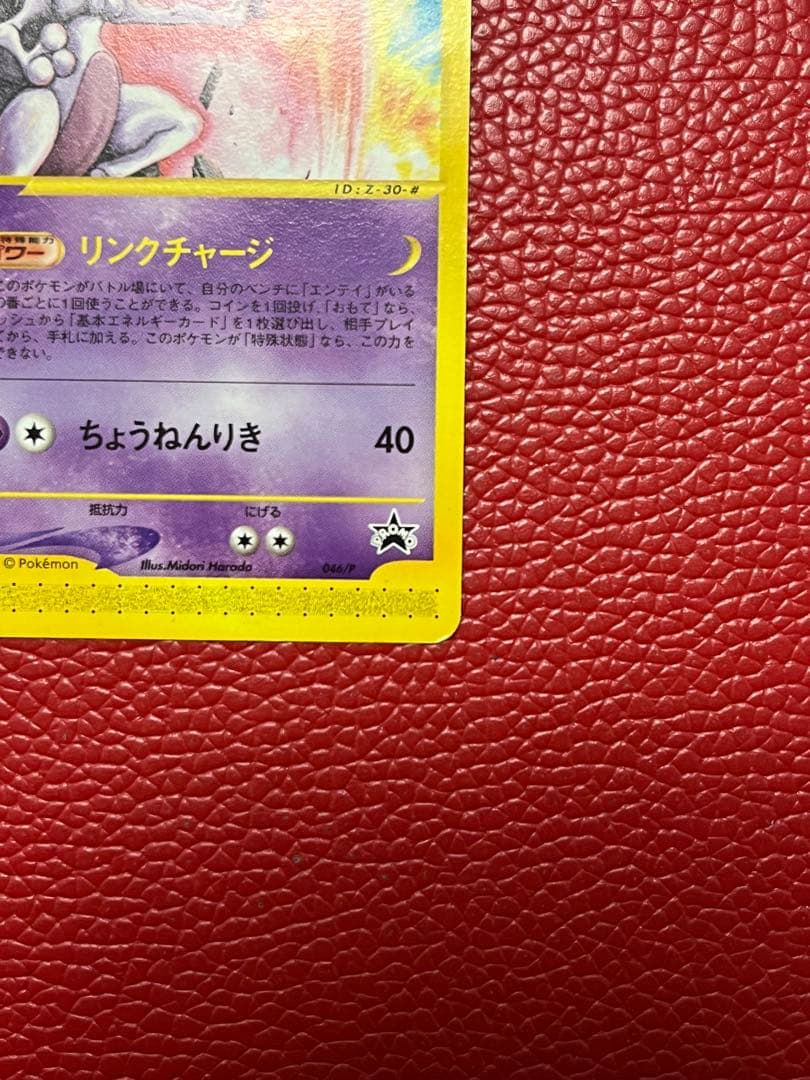 ID:Z-30-#
特殊能力
パワー リンクチャージ
このポケモンがバトル場にいて、自分のベンチに「エンテイ」がいる
の番ごとに1回使うことができる。コインを1回投げ、「おもて」なら、
ッシュから「基本エネルギーカード」を1枚選び出し、相手プレイ
てから、手札に加える。このポケモンが「特殊状態」なら、この力を
できない。
ちょうねんりき 40
抵抗力 にげる
PROMO
© Pokémon Illus.Midori Harada 046/P